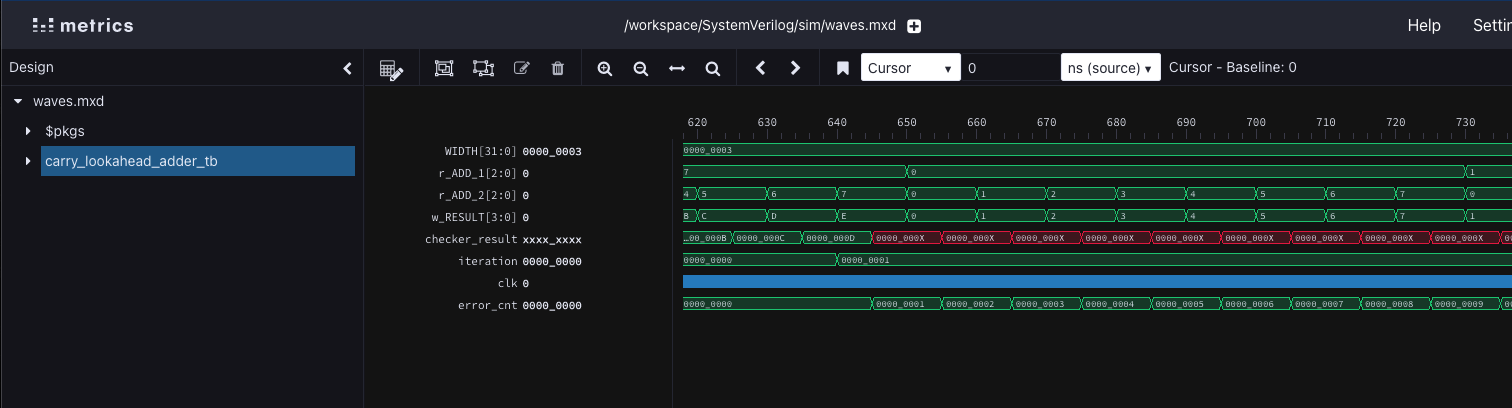 metrics
/workspace/SystemVerilog/sim/waves.mxd
Help Settin
Design
Cursor 0 ns (source) Cursor - Baseline: 0
waves.mxd
$pkgs
carry_lookahead_adder_tb
620 630 640 650 660 670 680 690 700 710 720 730
WIDTH[31:0] 0000_0003 0000_0003
r_ADD_1[2:0] 0 7 0 1
r_ADD_2[2:0] 0 4 5 6 7 0 1 2 3 4 5 6 7 0
w_RESULT[3:0] 0 B C D E 0 1 2 3 4 5 6 7 1
checker_result xxxx_xxxx …00_000B 0000_000C 0000_000D 0000_000X 0000_000X 0000_000X 0000_000X 0000_000X 0000_000X 0000_000X 0000_000X 0000_000X 0
iteration 0000_0000 0000_0000 0000_0001
clk 0
error_cnt 0000_0000 0000_0000 0000_0001 0000_0002 0000_0003 0000_0004 0000_0005 0000_0006 0000_0007 0000_0008 0000_0009 0